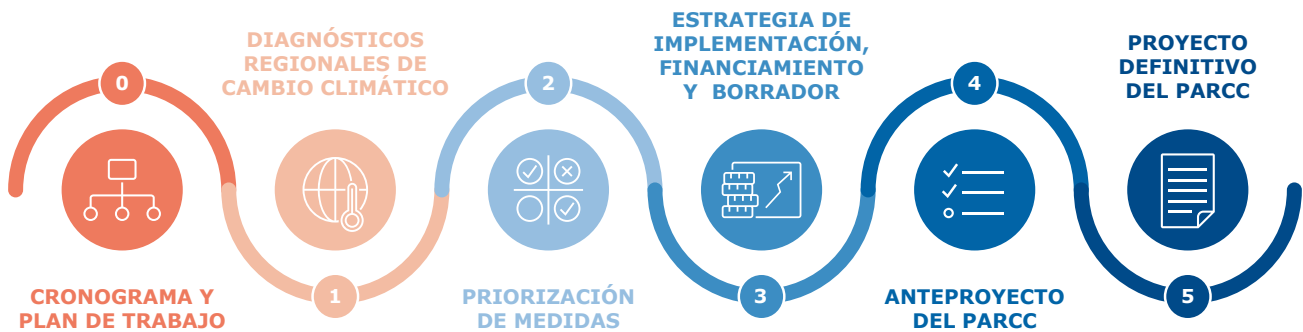 0
CRONOGRAMA Y
PLAN DE TRABAJO
DIAGNÓSTICOS
REGIONALES DE
CAMBIO CLIMÁTICO
1
2
PRIORIZACIÓN
DE MEDIDAS
ESTRATEGIA DE
IMPLEMENTACIÓN,
FINANCIAMIENTO
Y BORRADOR
3
4
ANTEPROYECTO
DEL PARCC
PROYECTO
DEFINITIVO
DEL PARCC
5